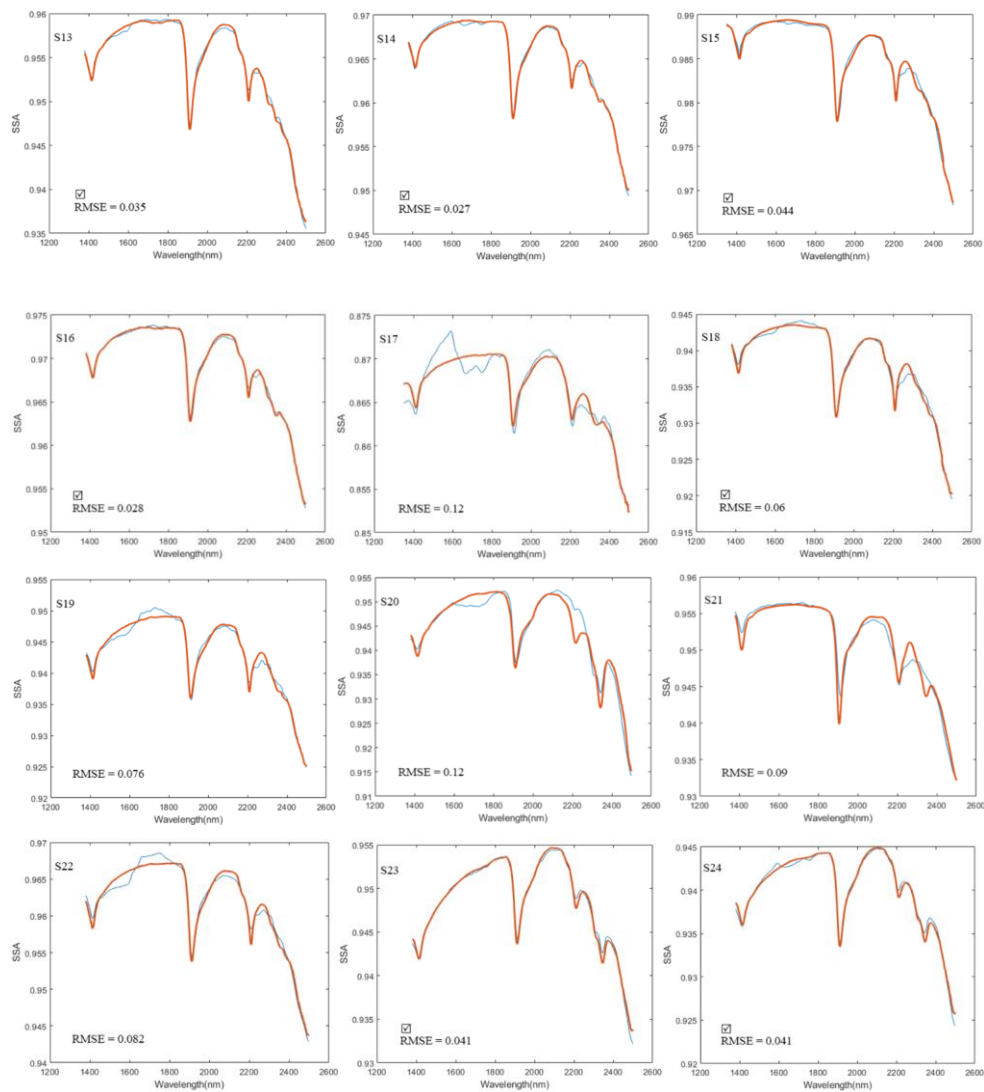 S13
SSA
0.96
0.955
0.95
0.945
0.94
0.935
☑
RMSE = 0.035
1200 1400 1600 1800 2000 2200 2400 2600
Wavelength(nm)
S14
SSA
0.97
0.965
0.96
0.955
0.95
0.945
☑
RMSE = 0.027
1200 1400 1600 1800 2000 2200 2400 2600
Wavelength(nm)
S15
SSA
0.99
0.985
0.98
0.975
0.97
0.965
☑
RMSE = 0.044
1200 1400 1600 1800 2000 2200 2400 2600
Wavelength(nm)
S16
SSA
0.975
0.97
0.965
0.96
0.955
0.95
☑
RMSE = 0.028
1200 1400 1600 1800 2000 2200 2400 2600
Wavelength(nm)
S17
SSA
0.875
0.87
0.865
0.86
0.855
0.85
RMSE = 0.12
1200 1400 1600 1800 2000 2200 2400 2600
Wavelength(nm)
S18
SSA
0.945
0.94
0.935
0.93
0.925
0.92
0.915
☑
RMSE = 0.06
1200 1400 1600 1800 2000 2200 2400 2600
Wavelength(nm)
S19
SSA
0.955
0.95
0.945
0.94
0.935
0.93
0.925
0.92
RMSE = 0.076
1200 1400 1600 1800 2000 2200 2400 2600
Wavelength(nm)
S20
SSA
0.955
0.95
0.945
0.94
0.935
0.93
0.925
0.92
0.915
0.91
RMSE = 0.12
1200 1400 1600 1800 2000 2200 2400 2600
Wavelength(nm)
S21
SSA
0.96
0.955
0.95
0.945
0.94
0.935
0.93
RMSE = 0.09
1200 1400 1600 1800 2000 2200 2400 2600
Wavelength(nm)
S22
SSA
0.97
0.965
0.96
0.955
0.95
0.945
0.94
RMSE = 0.082
1200 1400 1600 1800 2000 2200 2400 2600
Wavelength(nm)
S23
SSA
0.955
0.95
0.945
0.94
0.935
0.93
☑
RMSE = 0.041
1200 1400 1600 1800 2000 2200 2400 2600
Wavelength(nm)
S24
SSA
0.945
0.94
0.935
0.93
0.925
0.92
☑
RMSE = 0.041
1200 1400 1600 1800 2000 2200 2400 2600
Wavelength(nm)